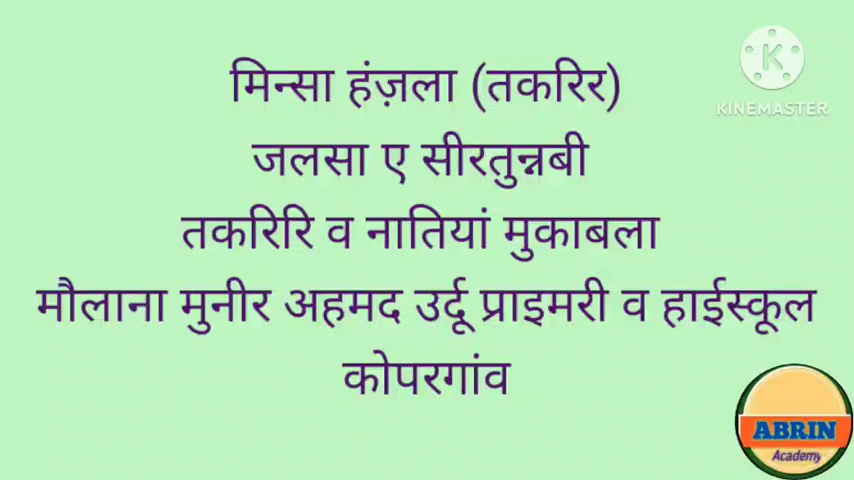 मिन्सा हंज़ला (तकरिर)
जलसा ए सीरतुन्नबी
तकरिरि व नातियां मुकाबला
मौलाना मुनीर अहमद उर्दू प्राइमरी व हाईस्कूल
कोपरगांव
K
KINEMASTER
ABRIN
Academy